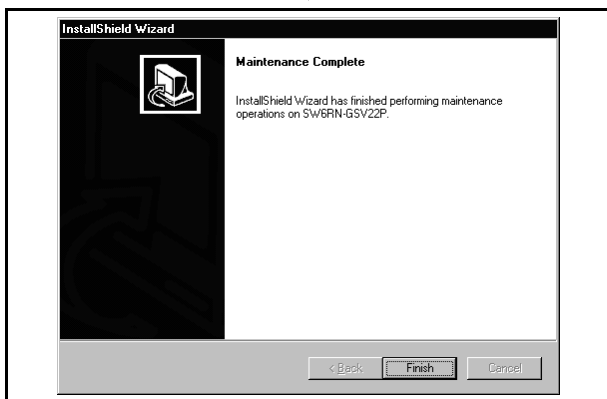 InstallShield Wizard
Maintenance Complete
InstallShield Wizard has finished performing maintenance
operations on SW6RN-GSV22P.
< Back
Finish
Cancel